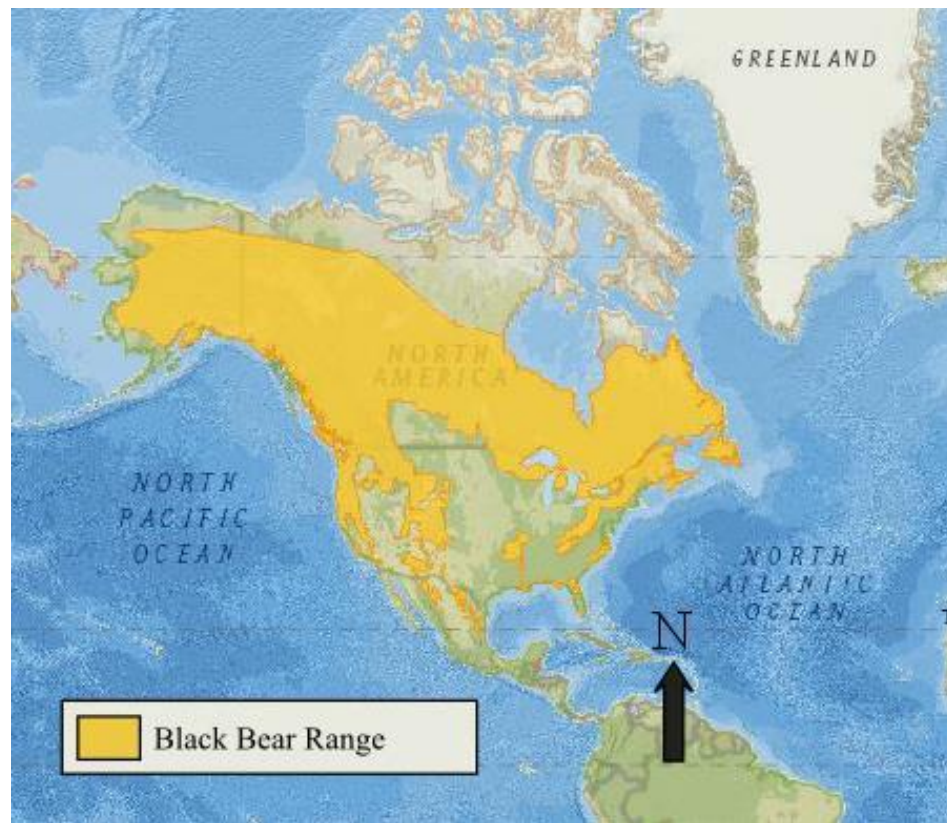 GREENLAND
NORTH
AMERICA
NORTH
PACIFIC
OCEAN
NORTH
ATLANTIC
OCEAN
N
Black Bear Range